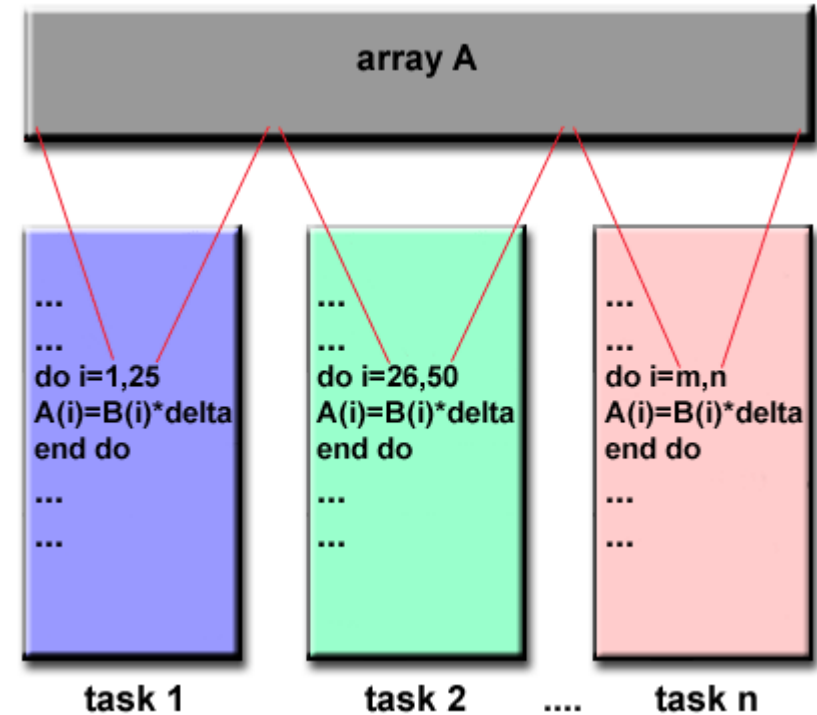 array A
...
...
do i=1,25
A(i)=B(i)*delta
end do
...
...
task 1
...
...
do i=26,50
A(i)=B(i)*delta
end do
...
...
task 2
....
...
...
do i=m,n
A(i)=B(i)*delta
end do
...
...
task n